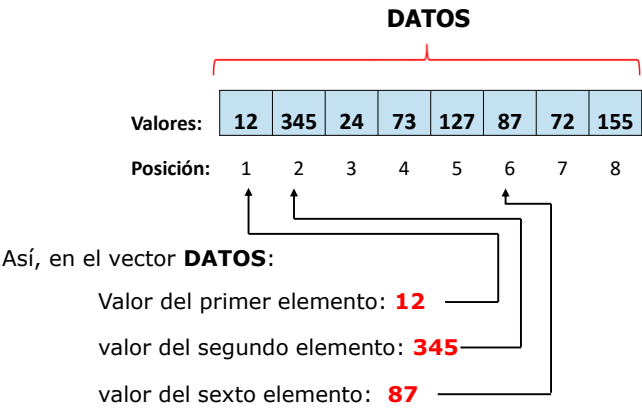 DATOS
Valores: 12 345 24 73 127 87 72 155
Posición: 1 2 3 4 5 6 7 8
Así, en el vector DATOS:
Valor del primer elemento: 12
valor del segundo elemento: 345
valor del sexto elemento: 87